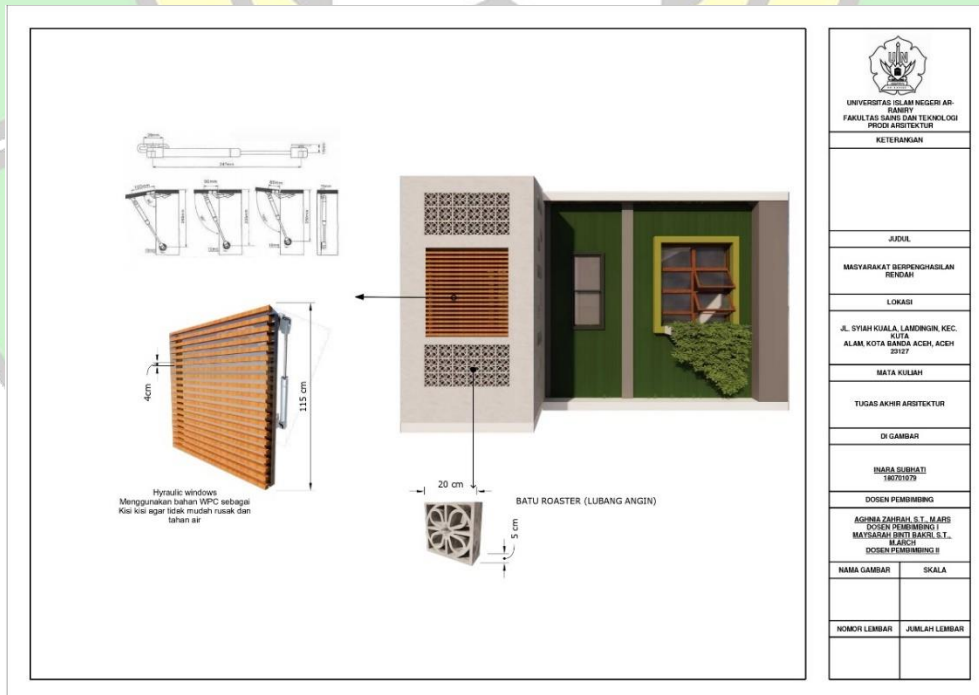 115 cm
4cm
Hyraulic windows
Menggunakan bahan WPC sebagai
Kisi kisi agar tidak mudah rusak dan
tahan air
20 cm
BATU ROASTER (LUBANG ANGIN)
5 cm
UIN
UNIVERSITAS ISLAM NEGERI AR-
RANIRY
FAKULTAS SAINS DAN TEKNOLOGI
PRODI ARSITEKTUR
KETERANGAN
JUDUL
MASYARAKAT BERPENGHASILAN
RENDAH
LOKASI
JL. SYIAH KUALA, LAMDINGIN, KEC.
KUTA
ALAM, KOTA BANDA ACEH, ACEH
23127
MATA KULIAH
TUGAS AKHIR ARSITEKTUR
DI GAMBAR
INARA SUBHATI
180701079
DOSEN PEMBIMBING
AGHNIA ZAHRAH, S.T., M.ARS
DOSEN PEMBIMBING I
MAYSARAH BINTI BAKRI, S.T.,
M.ARCH
DOSEN PEMBIMBING II
NAMA GAMBAR
SKALA
NOMOR LEMBAR
JUMLAH LEMBAR